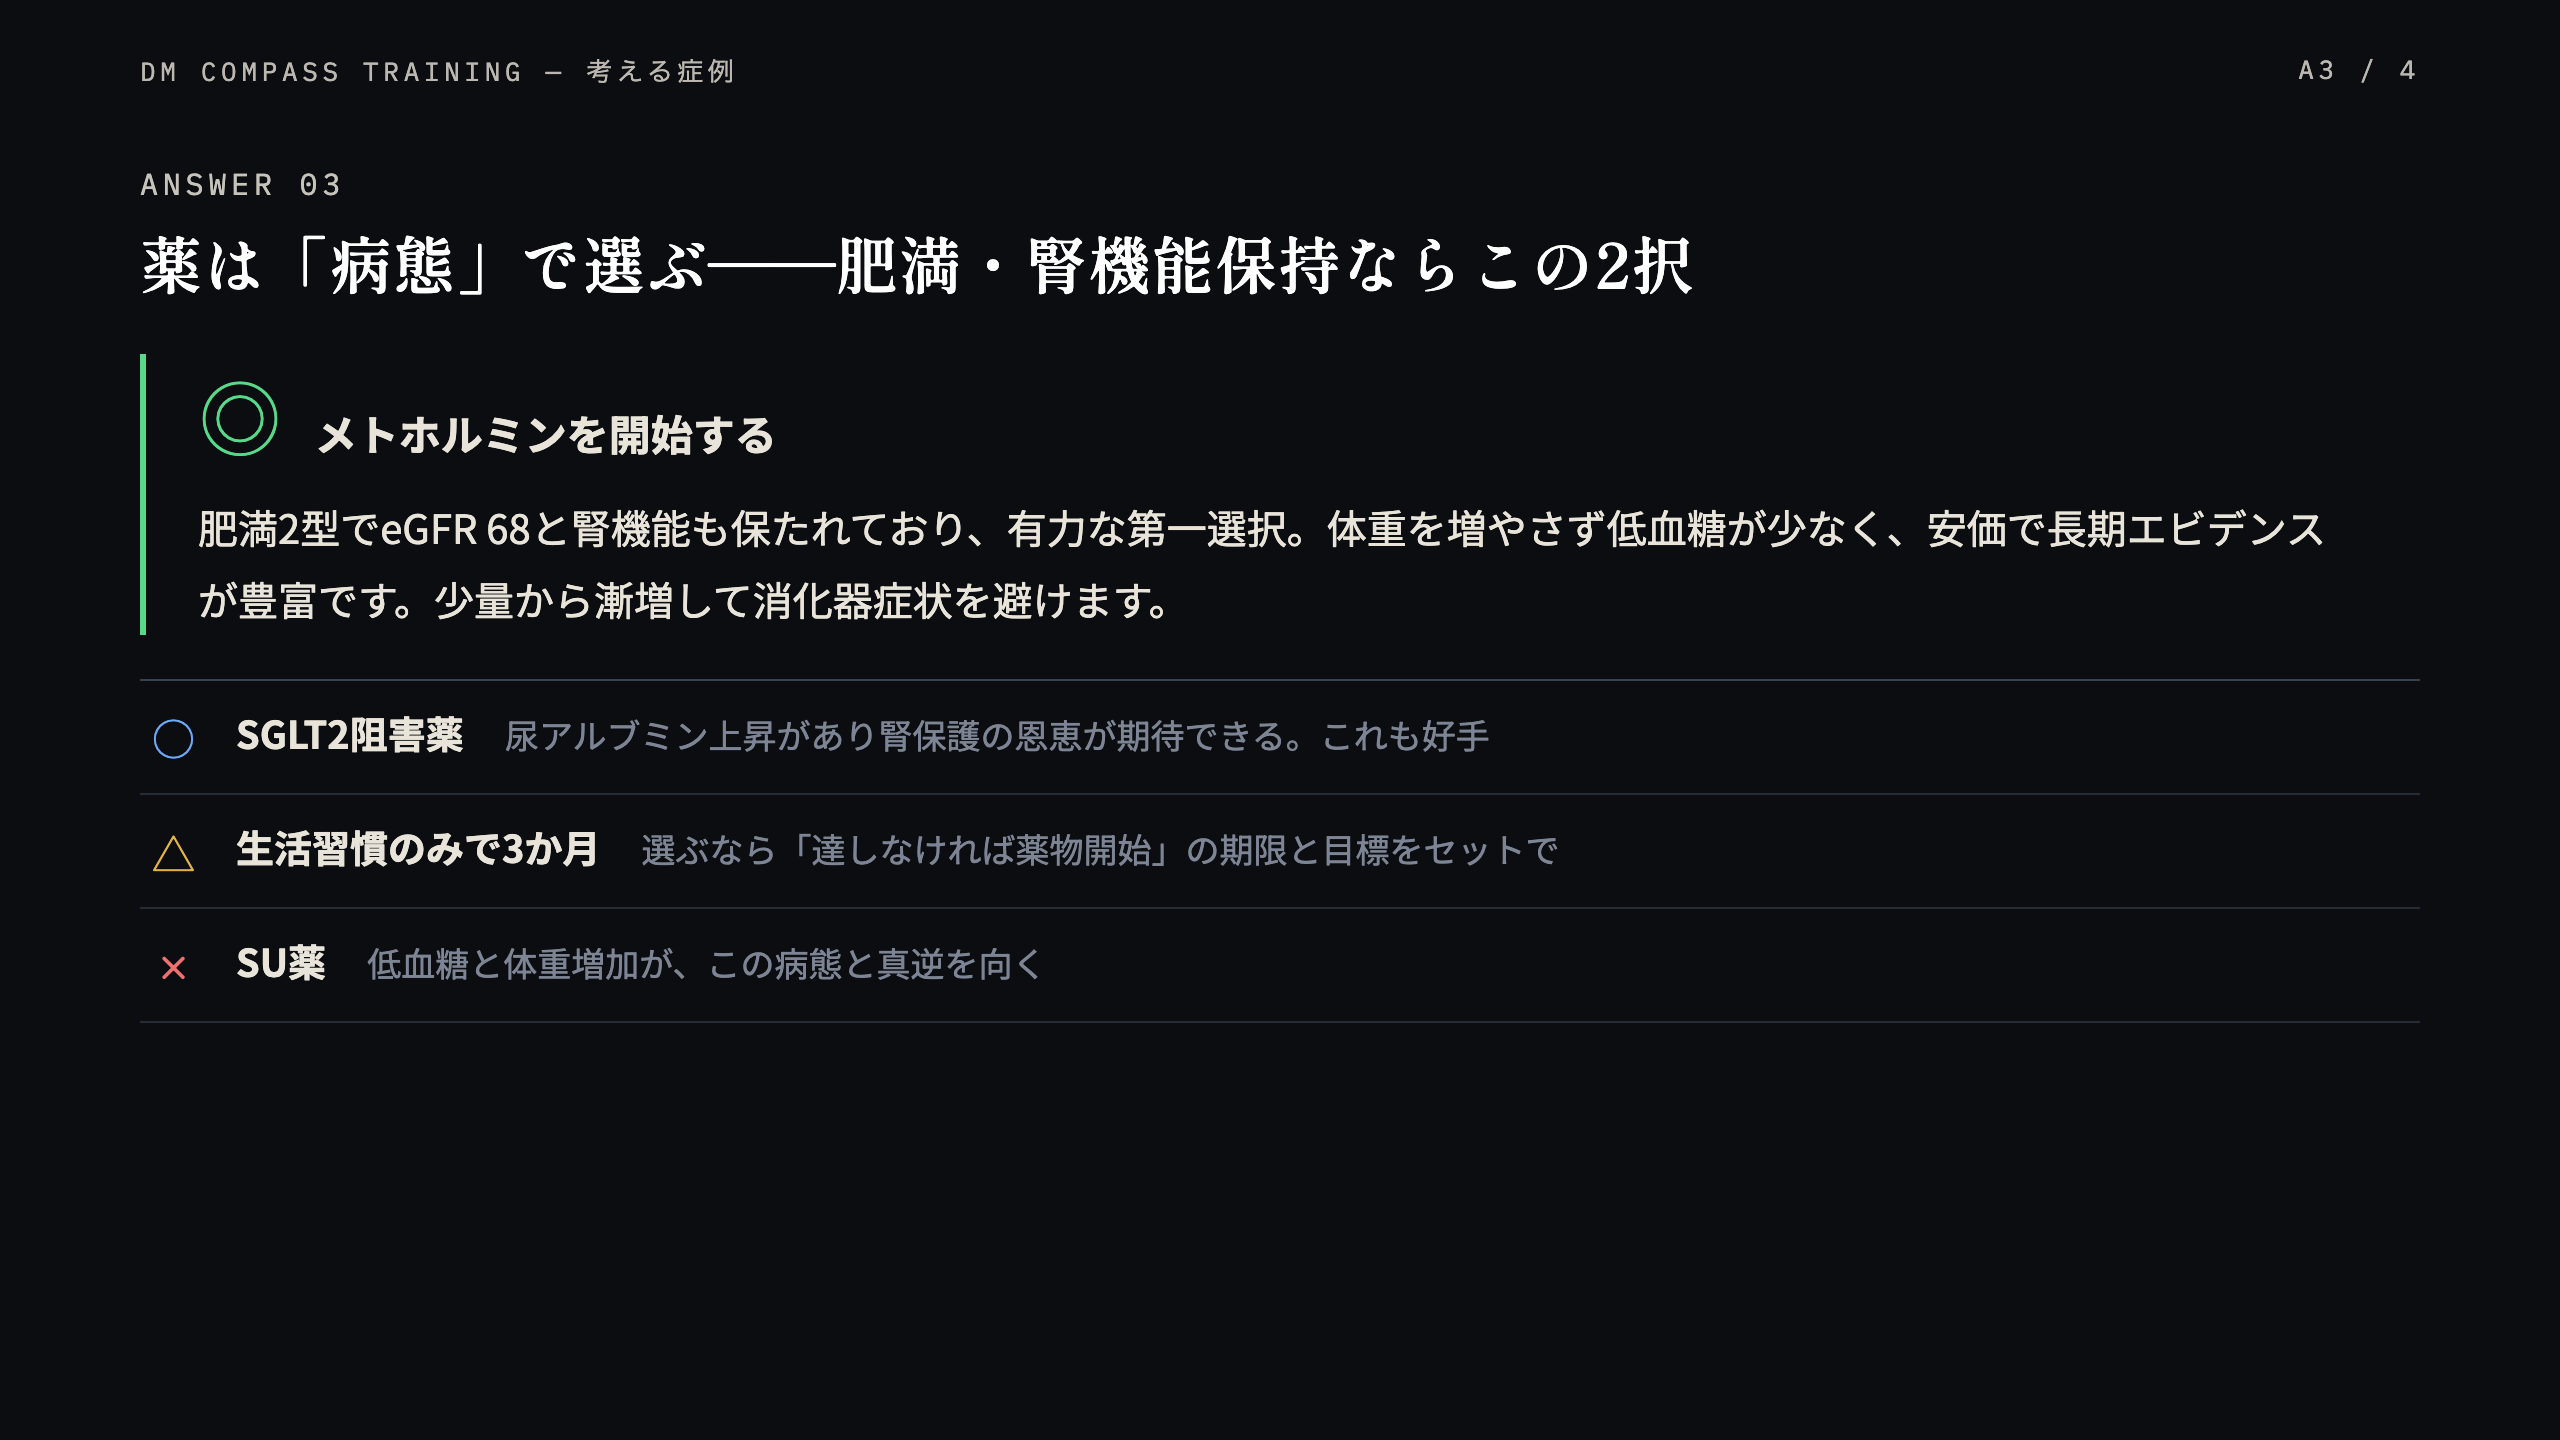 DM COMPASS TRAINING — 考える症例
A3 / 4
ANSWER 03
薬は「病態」で選ぶ——肥満・腎機能保持ならこの2択
◎ メトホルミンを開始する
肥満2型でeGFR 68と腎機能も保たれており、有力な第一選択。体重を増やさず低血糖が少なく、安価で長期エビデンス
が豊富です。少量から漸増して消化器症状を避けます。
○ SGLT2阻害薬 尿アルブミン上昇があり腎保護の恩恵が期待できる。これも好手
△ 生活習慣のみで3か月 選ぶなら「達しなければ薬物開始」の期限と目標をセットで
× SU薬 低血糖と体重増加が、この病態と真逆を向く